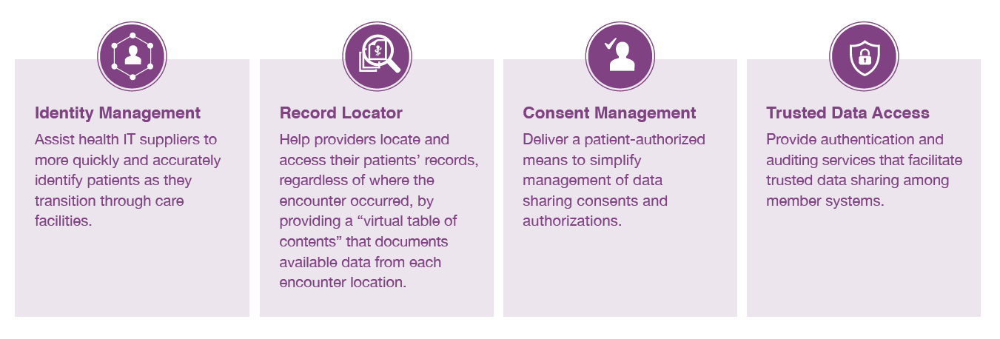 Identity Management
Assist health IT suppliers to
more quickly and accurately
identify patients as they
transition through care
facilities.
Record Locator
Help providers locate and
access their patients’ records,
regardless of where the
encounter occurred, by
providing a “virtual table of
contents” that documents
available data from each
encounter location.
Consent Management
Deliver a patient-authorized
means to simplify
management of data
sharing consents and
authorizations.
Trusted Data Access
Provide authentication and
auditing services that facilitate
trusted data sharing among
member systems.